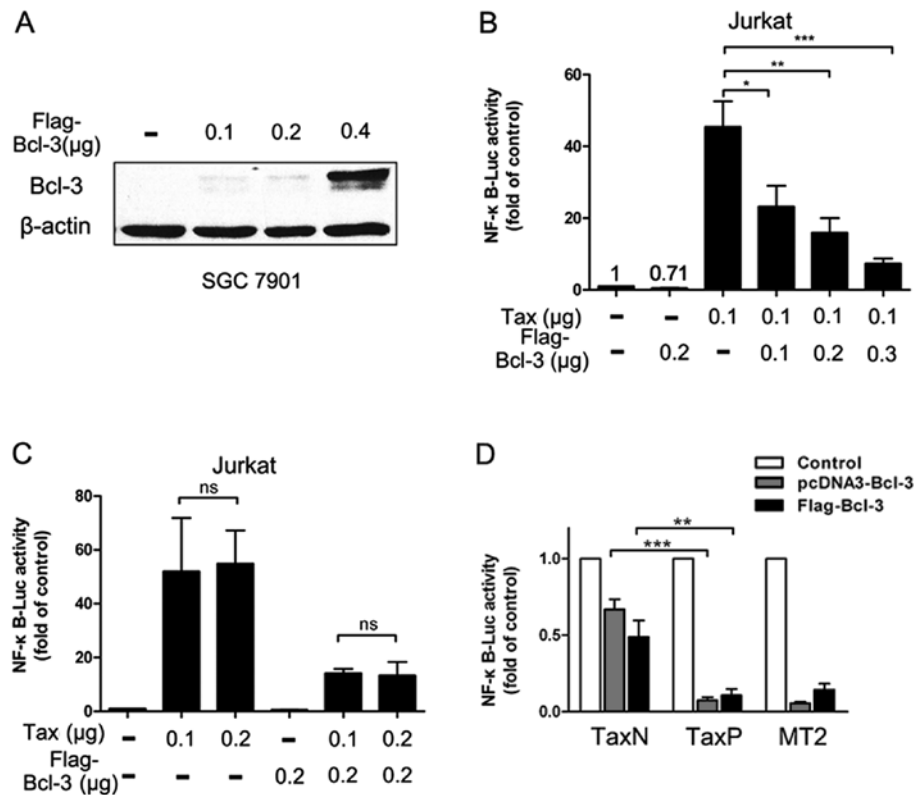 A
Flag-
Bcl-3(μg)
– 0.1 0.2 0.4
Bcl-3
β-actin
SGC 7901
B
Jurkat
***
**
*
NF-κ B-Luc activity
(fold of control)
60
40
20
0
1 0.71
Tax (μg) – – 0.1 0.1 0.1 0.1
Flag-
Bcl-3 (μg) – 0.2 – 0.1 0.2 0.3
C
Jurkat
ns
ns
NF-κ B-Luc activity
(fold of control)
80
60
40
20
0
Tax (μg) – 0.1 0.2 – 0.1 0.2
Flag-
Bcl-3 (μg) – – – 0.2 0.2 0.2
D
Control
pcDNA3-Bcl-3
Flag-Bcl-3
**
***
NF-κ B-Luc activity
(fold of control)
1.0
0.5
0.0
TaxN TaxP MT2